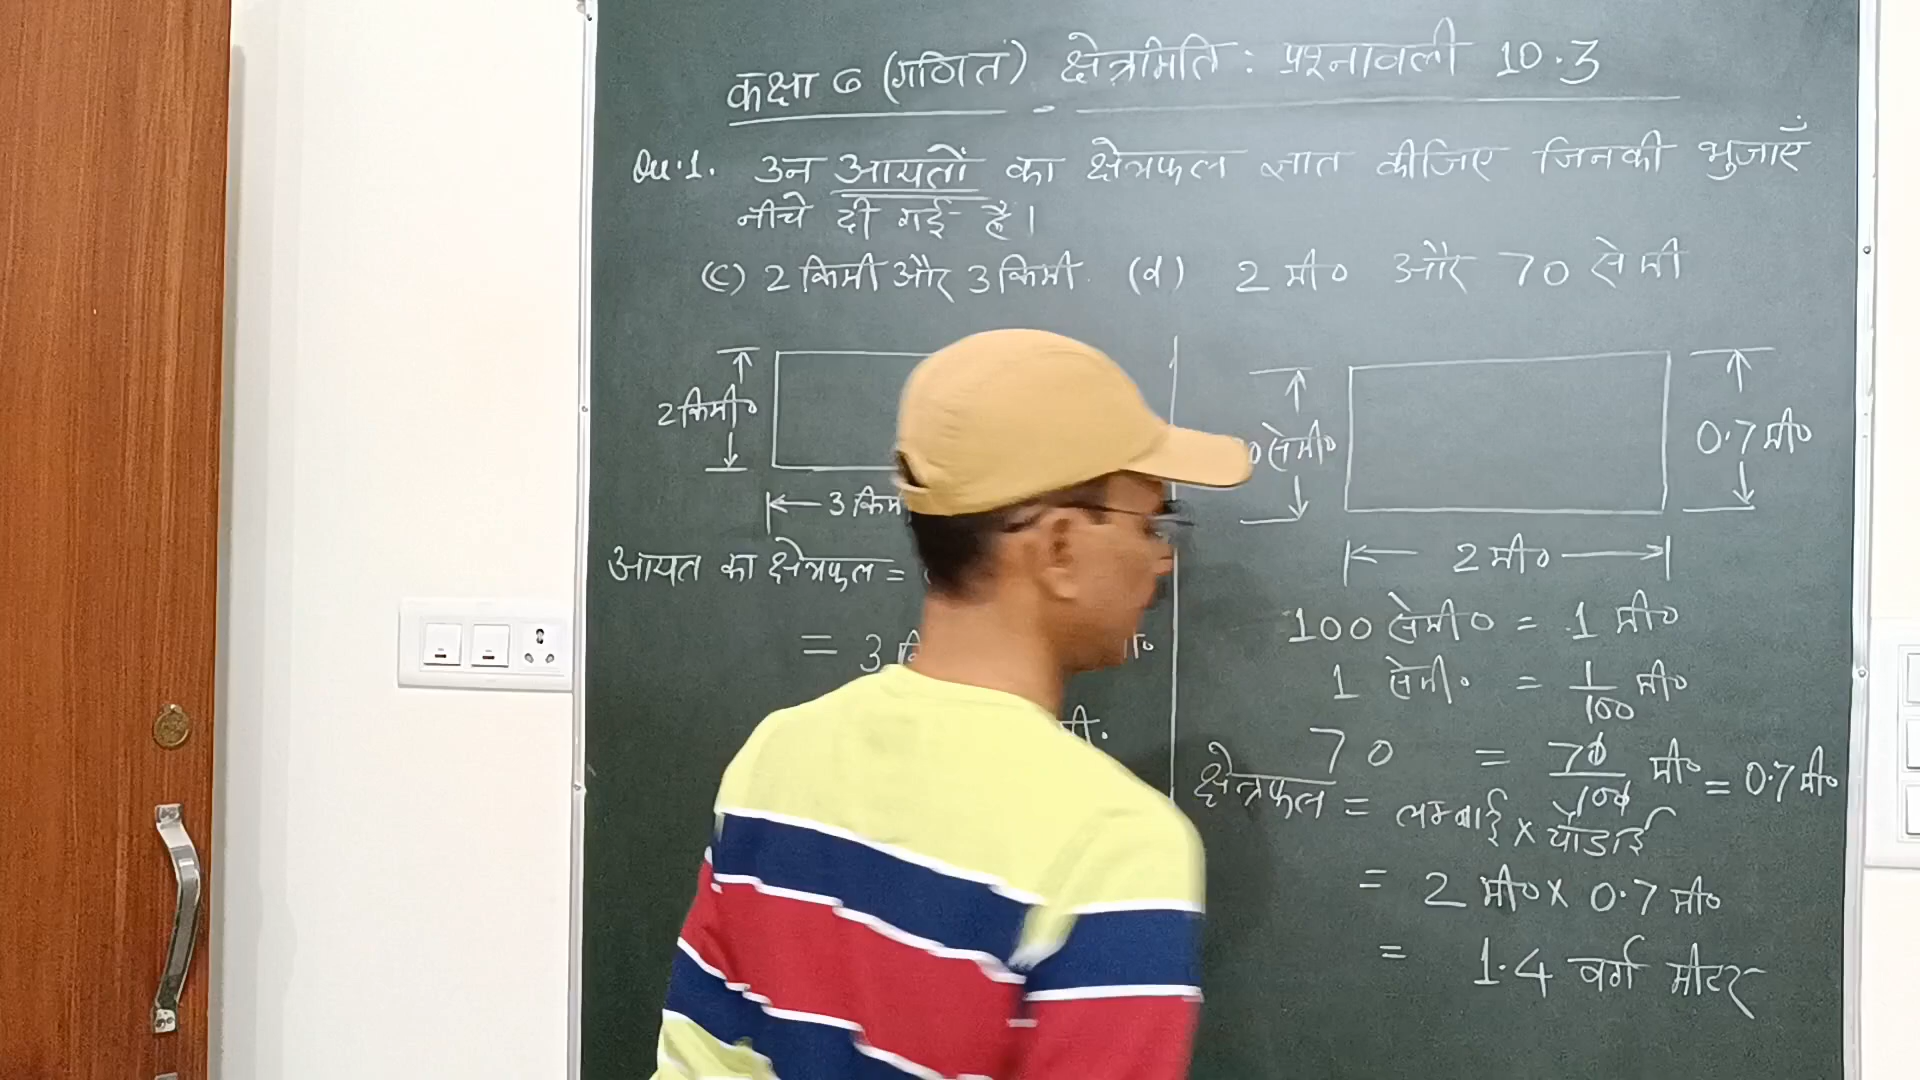 कक्षा 6 (गणित) क्षेत्रमिति : प्रश्नावली 10.3
Qu.1. उन आयतों का क्षेत्रफल ज्ञात कीजिए जिनकी भुजाएँ
नीचे दी गई है।
(c) 2 किमी और 3 किमी. (d) 2 मी० और 70 सेमी
2 किमी०
3 किम
आयत का क्षेत्रफल =
= 3 कि
मी.
सेमी०
0.7 मी०
2 मी०
100 सेमी० = 1 मी०
1 सेमी. = 1/100 मी०
70 = 70/100 मी० = 0.7 मी०
क्षेत्रफल = लम्बाई × चौडाई
= 2 मी० × 0.7 मी०
= 1.4 वर्ग मीटर